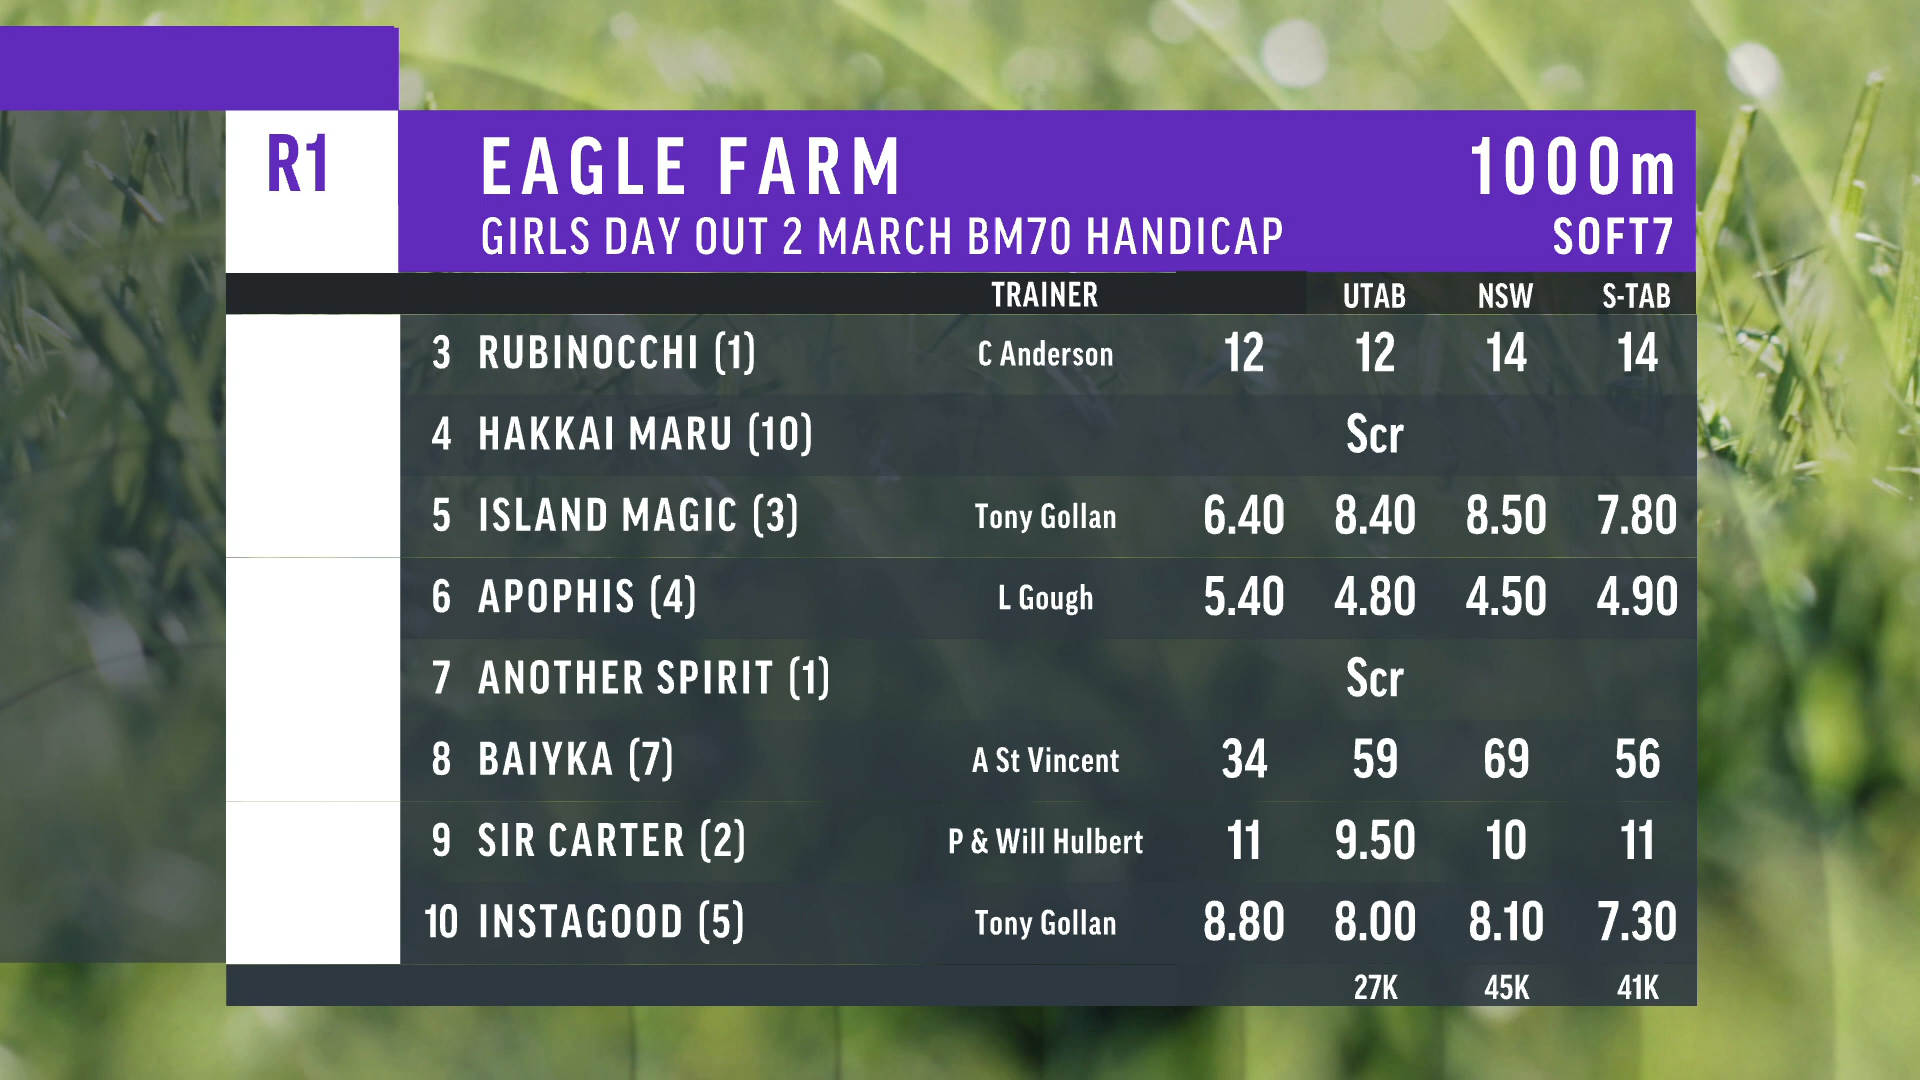 R1
EAGLE FARM 1000m
GIRLS DAY OUT 2 MARCH BM70 HANDICAP SOFT7
TRAINER UTAB NSW S-TAB
3 RUBINOCCHI (1) C Anderson 12 12 14 14
4 HAKKAI MARU (10) Scr
5 ISLAND MAGIC (3) Tony Gollan 6.40 8.40 8.50 7.80
6 APOPHIS (4) L Gough 5.40 4.80 4.50 4.90
7 ANOTHER SPIRIT (1) Scr
8 BAIYKA (7) A St Vincent 34 59 69 56
9 SIR CARTER (2) P & Will Hulbert 11 9.50 10 11
10 INSTAGOOD (5) Tony Gollan 8.80 8.00 8.10 7.30
27K 45K 41K